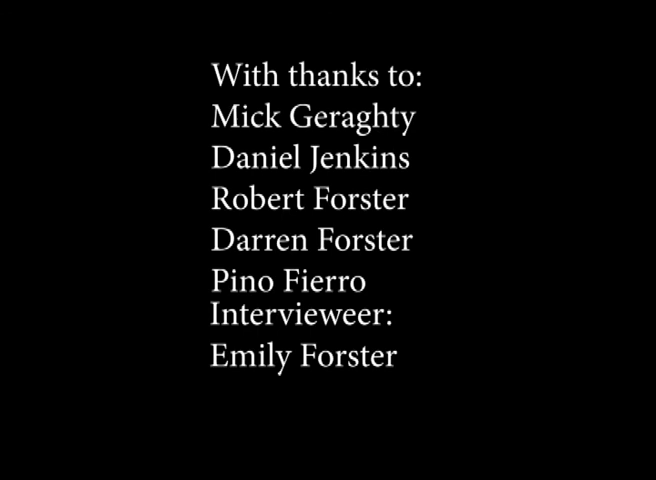 With thanks to:
Mick Geraghty
Daniel Jenkins
Robert Forster
Darren Forster
Pino Fierro
Intervieweer:
Emily Forster